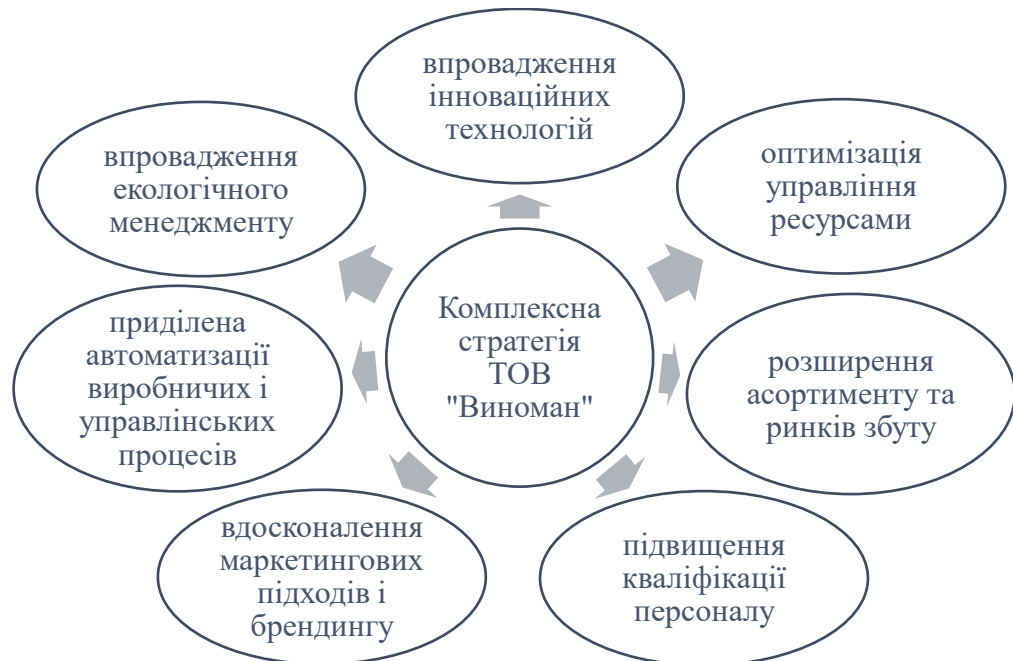 впровадження
інноваційних
технологій
оптимізація
управління
ресурсами
розширення
асортименту та
ринків збуту
підвищення
кваліфікації
персоналу
вдосконалення
маркетингових
підходів і
брендингу
приділена
автоматизації
виробничих і
управлінських
процесів
впровадження
екологічного
менеджменту
Комплексна
стратегія
ТОВ
"Виноман"